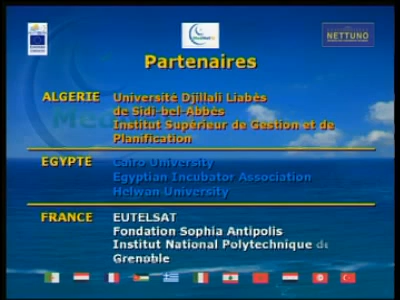 NETTUNO
Partenaires
ALGERIE Université Djillali Liabès
de Sidi-bel-Abbès
Institut Supérieur de Gestion et de
Planification
EGYPTE Cairo University
Egyptian Incubator Association
Helwan University
FRANCE EUTELSAT
Fondation Sophia Antipolis
Institut National Polytechnique de
Grenoble